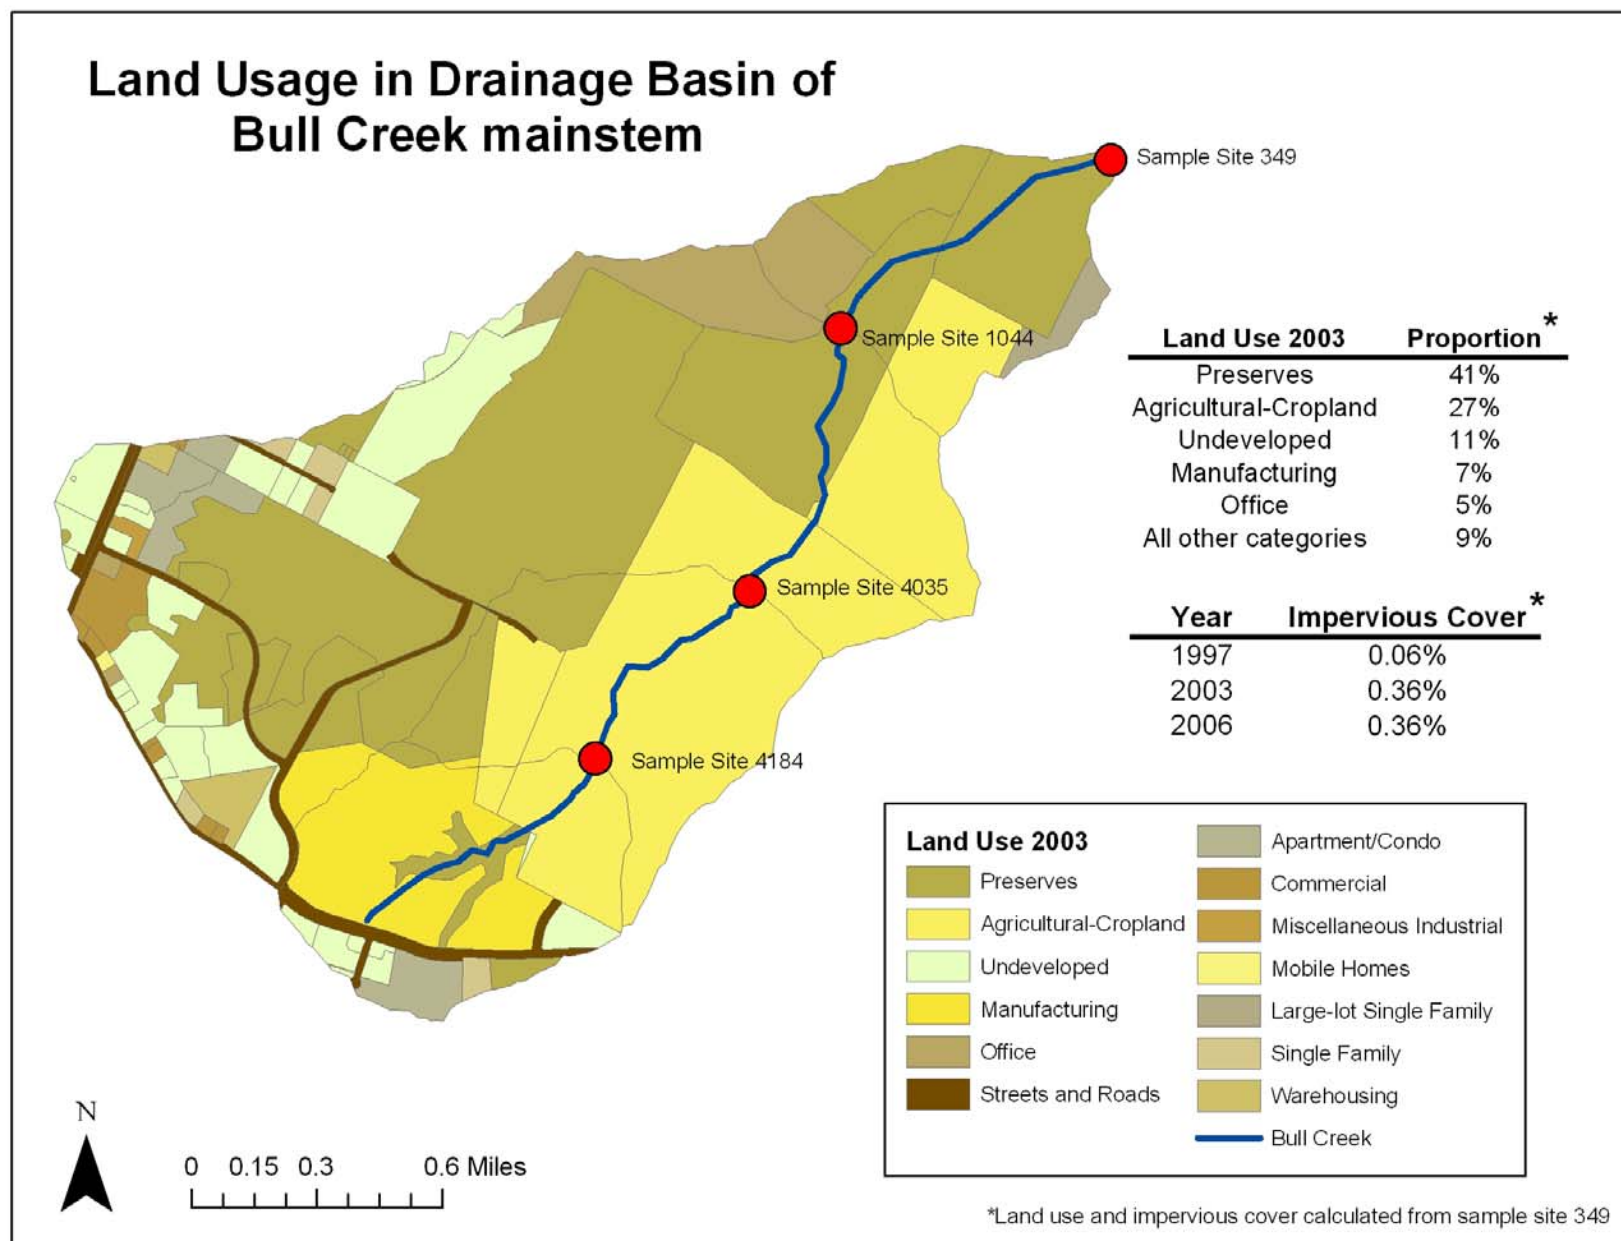 Land Usage in Drainage Basin of
Bull Creek mainstem
Sample Site 349
Sample Site 1044
Sample Site 4035
Sample Site 4184
Land Use 2003 Proportion*
Preserves 41%
Agricultural-Cropland 27%
Undeveloped 11%
Manufacturing 7%
Office 5%
All other categories 9%
Year Impervious Cover*
1997 0.06%
2003 0.36%
2006 0.36%
Land Use 2003
Preserves
Agricultural-Cropland
Undeveloped
Manufacturing
Office
Streets and Roads
Apartment/Condo
Commercial
Miscellaneous Industrial
Mobile Homes
Large-lot Single Family
Single Family
Warehousing
Bull Creek
N
0 0.15 0.3 0.6 Miles
*Land use and impervious cover calculated from sample site 349